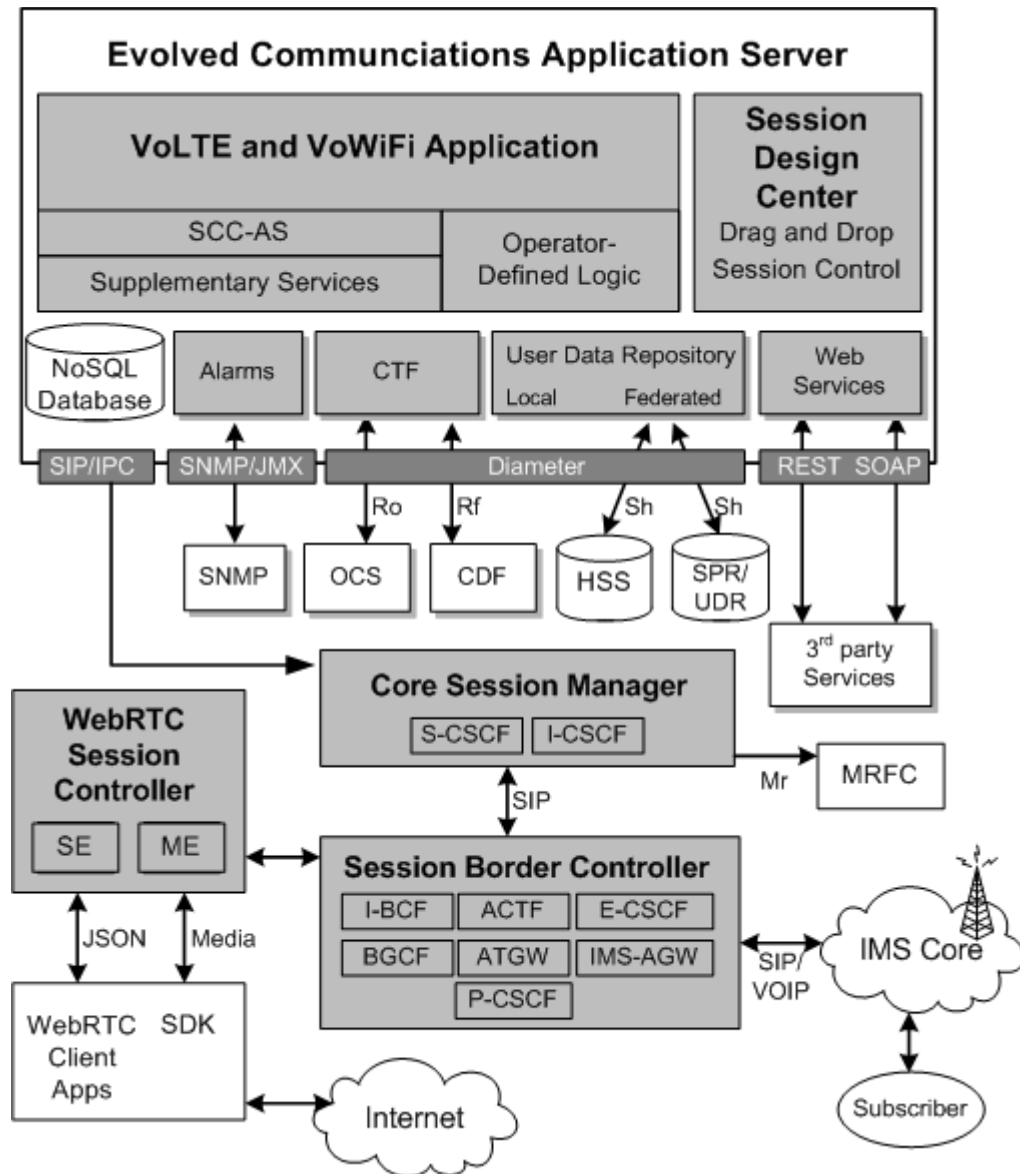 Evolved Communciations Application Server
VoLTE and VoWiFi Application
SCC-AS
Supplementary Services
Operator-
Defined Logic
Session
Design
Center
Drag and Drop
Session Control
NoSQL
Database
Alarms
CTF
User Data Repository
Local Federated
Web
Services
SIP/IPC
SNMP/JMX
Diameter
REST SOAP
Ro
Rf
Sh
Sh
SNMP
OCS
CDF
HSS
SPR/
UDR
3rd party
Services
Core Session Manager
S-CSCF
I-CSCF
Mr
MRFC
SIP
WebRTC
Session
Controller
SE
ME
Session Border Controller
I-BCF
ACTF
E-CSCF
BGCF
ATGW
IMS-AGW
P-CSCF
SIP/
VOIP
IMS Core
JSON
Media
WebRTC
Client
Apps
SDK
Internet
Subscriber